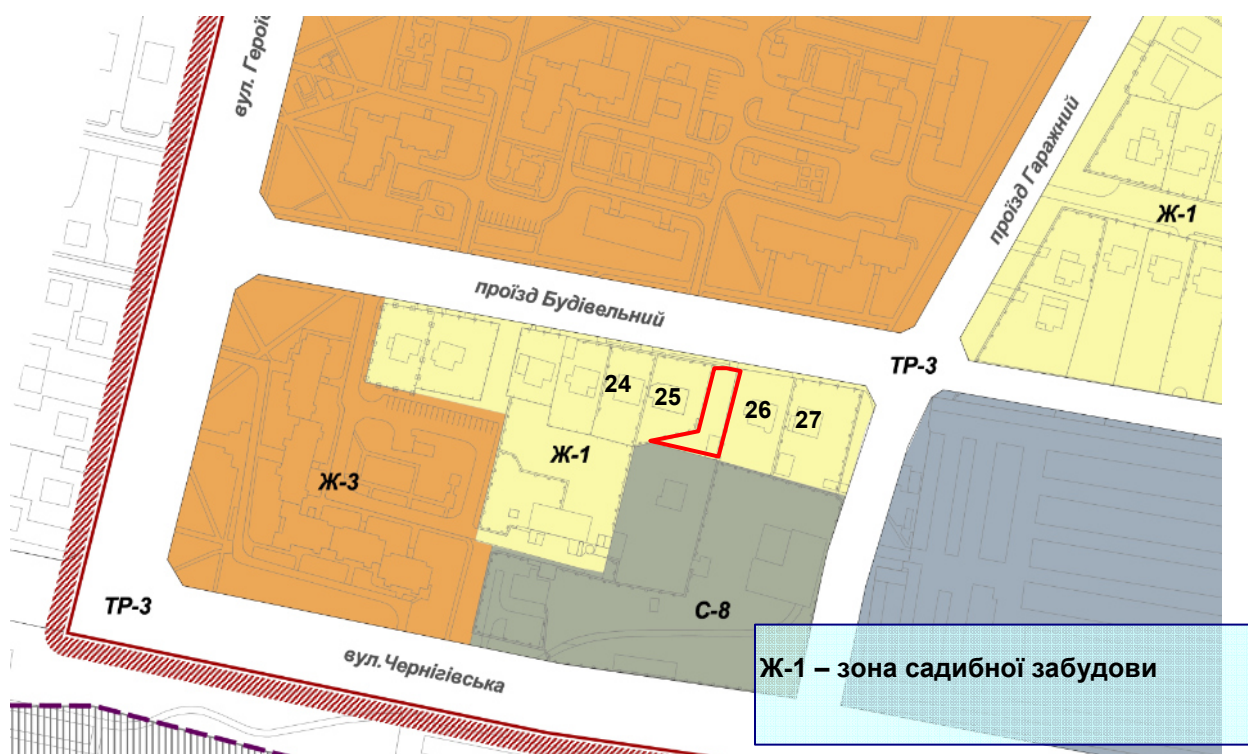 вул. Герої
проїзд Гаражний
Ж-1
проїзд Будівельний
ТР-3
24
25
26
27
Ж-1
Ж-3
С-8
ТР-3
вул.Чернігівська
Ж-1 – зона садибної забудови